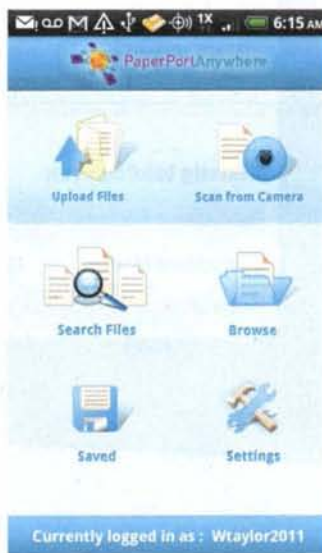 1X 6:15 AM
PaperPortAnywhere
Upload Files Scan from Camera
Search Files Browse
Saved Settings
Currently logged in as : Wtaylor2011